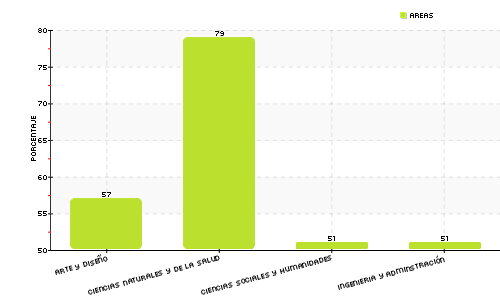 AREAS
PORCENTAJE
80
75
70
65
60
55
50
57
79
51
51
ARTE Y DISEÑO
CIENCIAS NATURALES Y DE LA SALUD
CIENCIAS SOCIALES Y HUMANIDADES
INGENIERIA Y ADMINSTRACIÓN